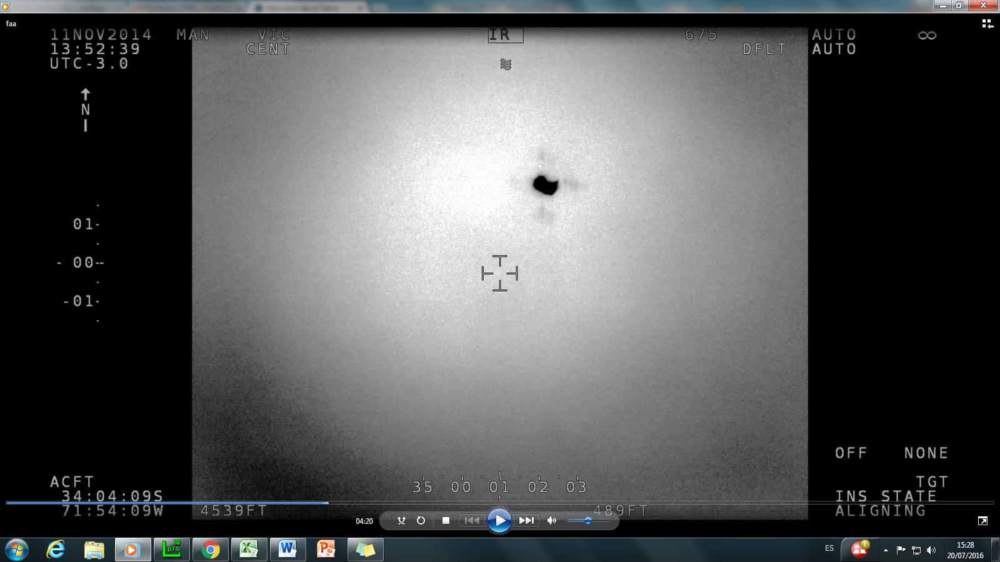 faa
11NOV2014 MAN VIC IR 675 AUTO ∞
13:52:39 CENT DFLT AUTO
UTC-3.0
N
01-
- 00--
-01-
OFF NONE
ACFT TGT
34:04:09S INS STATE
71:54:09W 4539FT 35 00 01 02 03 -489FT ALIGNING
04:20
32
pro
ES
15:28
20/07/2016